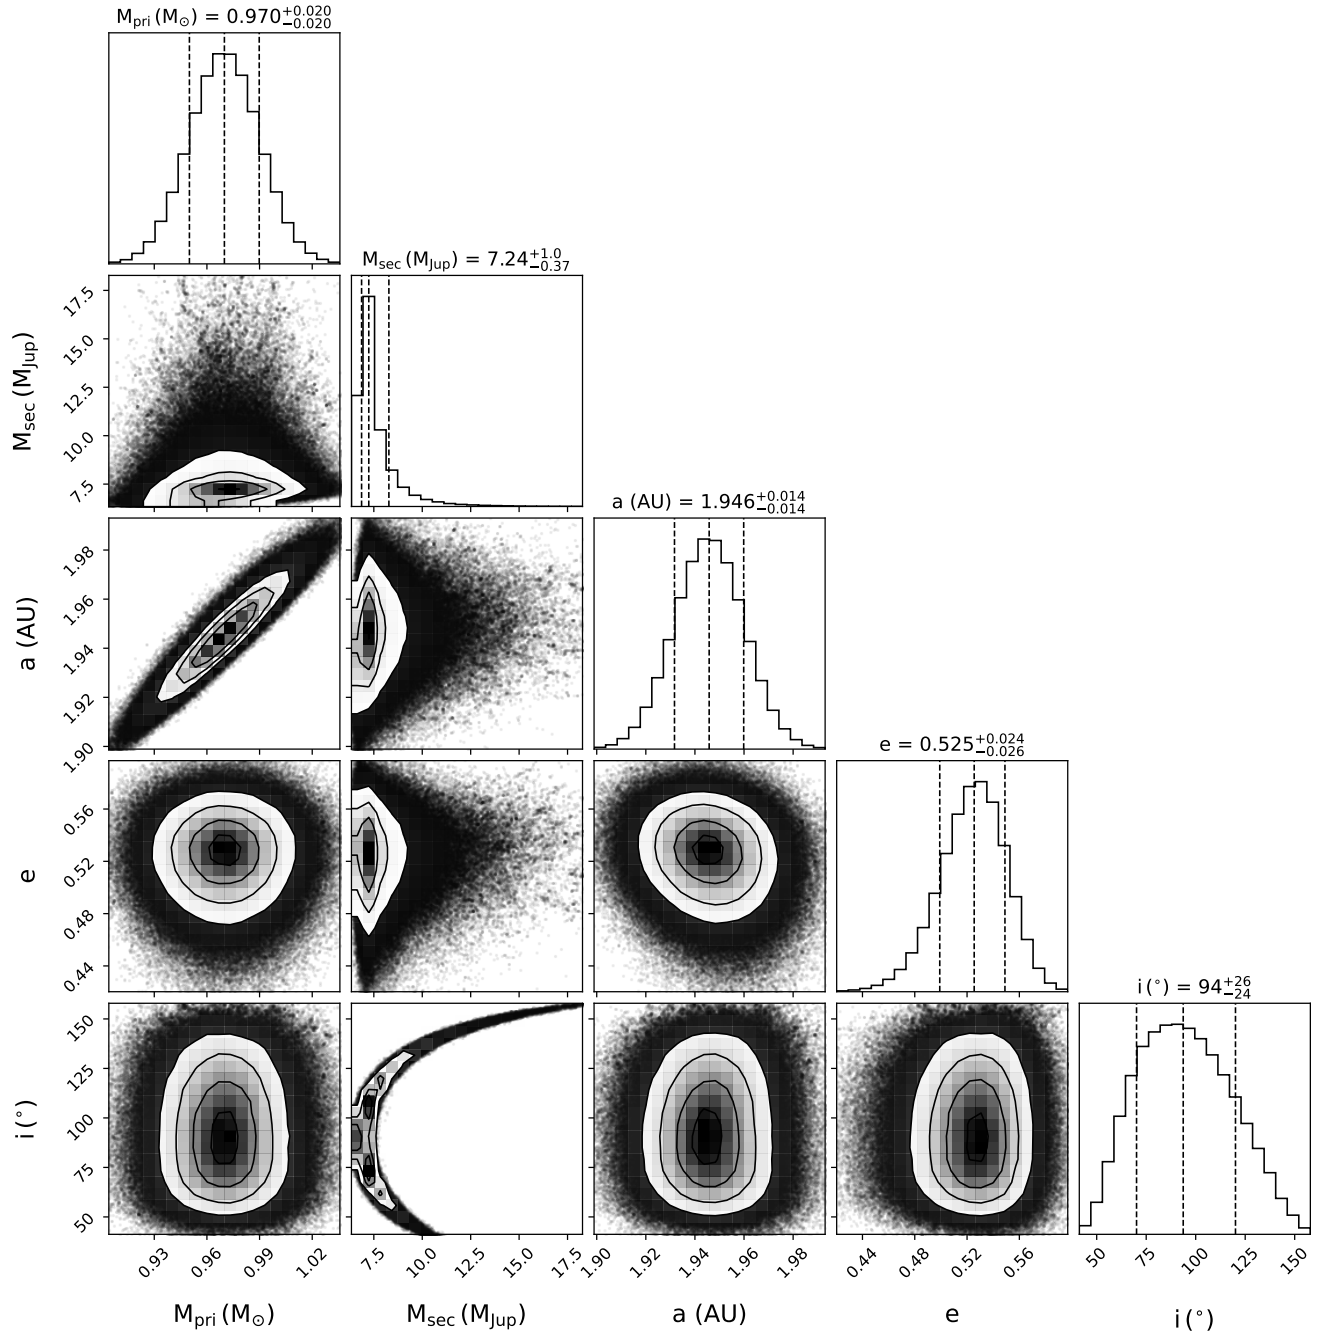 M_pri (M_⊙) = 0.970 +0.020 −0.020
M_sec (M_Jup) = 7.24 +1.0 −0.37
a (AU) = 1.946 +0.014 −0.014
e = 0.525 +0.024 −0.026
i (°) = 94 +26 −24
M_sec (M_Jup)
17.5
15.0
12.5
10.0
7.5
a (AU)
1.98
1.96
1.94
1.92
1.90
e
0.56
0.52
0.48
0.44
i (°)
150
125
100
75
50
0.93 0.96 0.99 1.02
7.5 10.0 12.5 15.0 17.5
1.90 1.92 1.94 1.96 1.98
0.44 0.48 0.52 0.56
50 75 100 125 150
M_pri (M_⊙)
M_sec (M_Jup)
a (AU)
e
i (°)